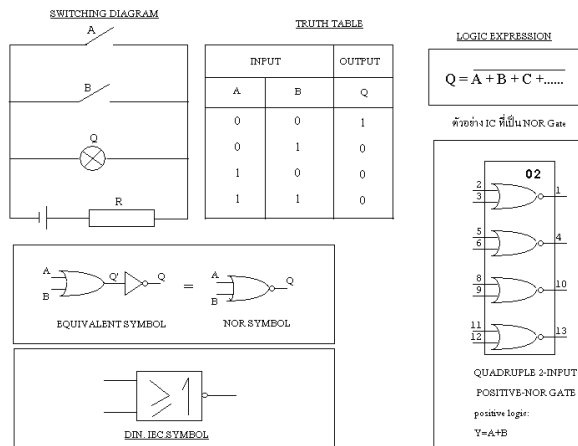 SWITCHING DIAGRAM
A
B
Q
R
TRUTH TABLE
INPUT OUTPUT
A B Q
0 0 1
0 1 0
1 0 0
1 1 0
LOGIC EXPRESSION
Q = A + B + C +......
ตัวอย่าง IC ที่เป็น NOR Gate
02
2
3
1
5
6
4
8
9
10
11
12
13
QUADRUPLE 2-INPUT
POSITIVE-NOR GATE
positive logic:
Y=A+B
A
B
Q'
Q
=
A
B
Q
EQUIVALENT SYMBOL NOR SYMBOL
≥1
DIN. IEC.SYMBOL